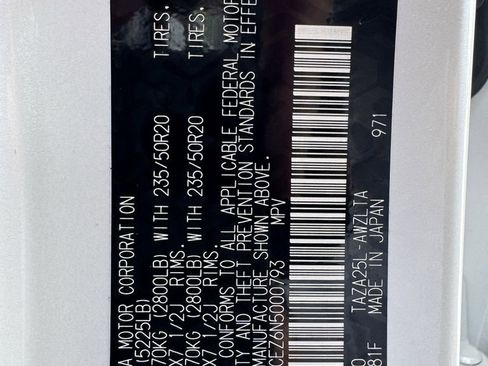 A MOTOR CORPORATION
(5225LB)
70KG (2800LB) WITH 235/50R20 TIRES,
X7 1/2J RIMS.
70KG (2800LB) WITH 235/50R20 TIRES,
X7 1/2J RIMS.
CONFORMS TO ALL APPLICABLE FEDERAL MOTOR
TY AND THEFT PREVENTION STANDARDS IN EFFE
MANUFACTURE SHOWN ABOVE.
CEZ6N5000793 MPV
0 TAZA25L-AWZLTA
81F MADE IN JAPAN 971